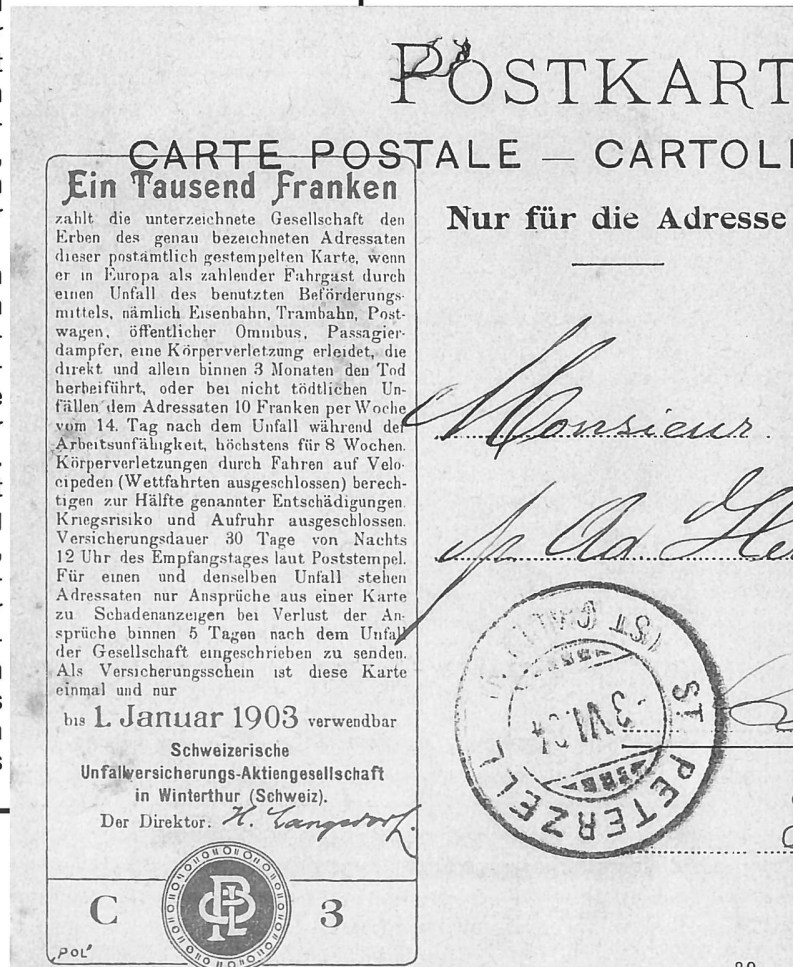 POSTKART
CARTE POSTALE — CARTOLI
Ein Tausend Franken
zahlt die unterzeichnete Gesellschaft den
Erben des genau bezeichneten Adressaten
dieser postamtlich gestempelten Karte, wenn
er in Europa als zahlender Fahrgast durch
einen Unfall des benutzten Beförderungs-
mittels, nämlich Eisenbahn, Trambahn, Post-
wagen, öffentlicher Omnibus, Passagier-
dampfer, eine Körperverletzung erleidet, die
direkt und allein binnen 3 Monaten den Tod
herbeiführt, oder bei nicht tödtlichen Un-
fällen dem Adressaten 10 Franken per Woche
vom 14. Tag nach dem Unfall während der
Arbeitsunfähigkeit, höchstens für 8 Wochen.
Körperverletzungen durch Fahren auf Velo-
cipeden (Wettfahrten ausgeschlossen) berech-
tigen zur Hälfte genannter Entschädigungen.
Kriegsrisiko und Aufruhr ausgeschlossen.
Versicherungsdauer 30 Tage von Nachts
12 Uhr des Empfangstages laut Poststempel.
Für einen und denselben Unfall stehen
Adressaten nur Ansprüche aus einer Karte
zu Schadenanzeigen bei Verlust der An-
sprüche binnen 5 Tagen nach dem Unfall
der Gesellschaft eingeschrieben zu senden.
Als Versicherungsschein ist diese Karte
einmal und nur
bis 1. Januar 1903 verwendbar
Schweizerische
Unfallversicherungs-Aktiengesellschaft
in Winterthur (Schweiz).
Der Direktor. H. Langsdorf.
C 3
„POL"
Nur für die Adresse
Monsieur
ST. PETERZELL